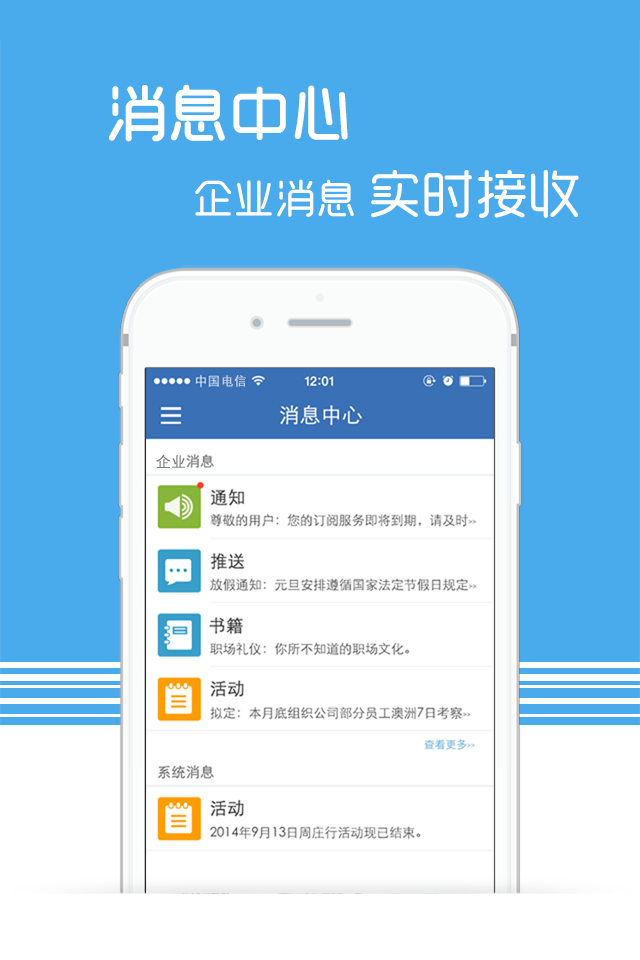 消息中心
企业消息 实时接收
中国电信 12:01
消息中心
企业消息
通知
尊敬的用户：您的订阅服务即将到期，请及时>>
推送
放假通知：元旦安排遵循国家法定节假日规定>>
书籍
职场礼仪：你所不知道的职场文化。
活动
拟定：本月底组织公司部分员工澳洲7日考察>>
查看更多>>
系统消息
活动
2014年9月13日周庄行活动现已结束。